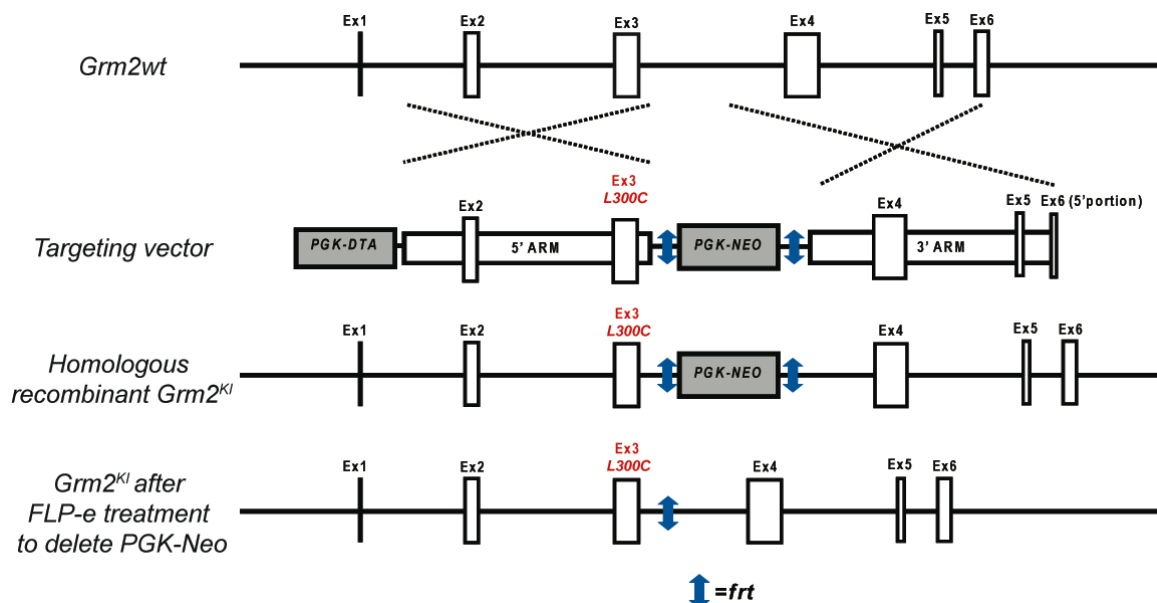 Ex1 Ex2 Ex3 Ex4 Ex5 Ex6
Grm2wt
Ex3
L300C
Ex2 Ex4 Ex5 Ex6 (5'portion)
Targeting vector PGK-DTA 5' ARM PGK-NEO 3' ARM
Ex3
L300C
Ex1 Ex2 Ex4 Ex5 Ex6
Homologous
recombinant Grm2KI
PGK-NEO
Ex3
L300C
Ex1 Ex2 Ex4 Ex5 Ex6
Grm2KI after
FLP-e treatment
to delete PGK-Neo
=frt